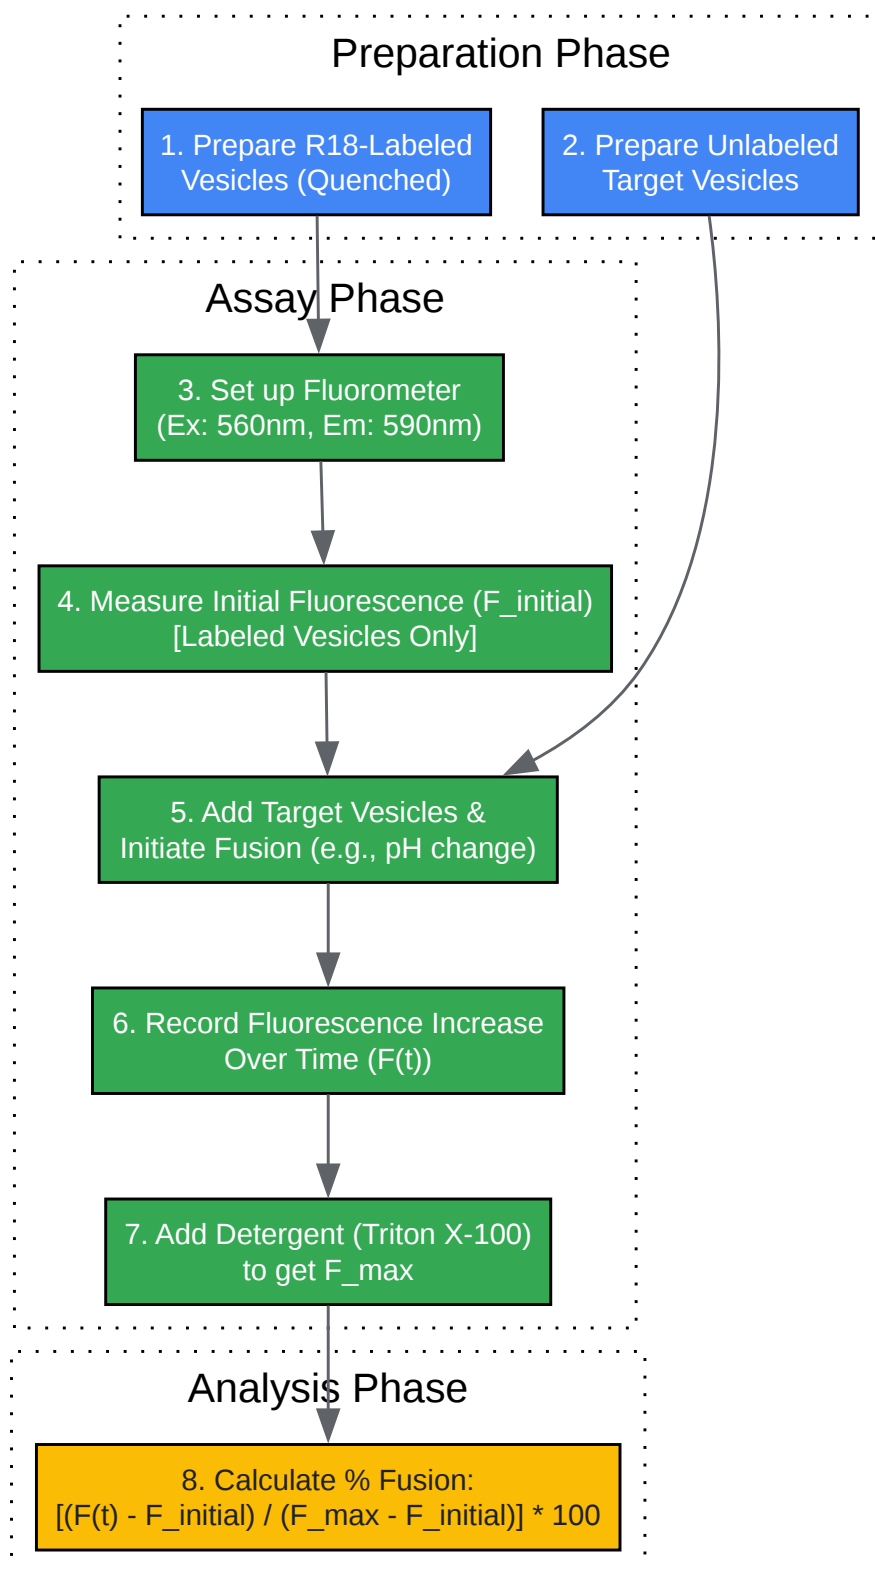 Preparation Phase
1. Prepare R18-Labeled
Vesicles (Quenched)
2. Prepare Unlabeled
Target Vesicles
Assay Phase
3. Set up Fluorometer
(Ex: 560nm, Em: 590nm)
4. Measure Initial Fluorescence (F_initial)
[Labeled Vesicles Only]
5. Add Target Vesicles &
Initiate Fusion (e.g., pH change)
6. Record Fluorescence Increase
Over Time (F(t))
7. Add Detergent (Triton X-100)
to get F_max
Analysis Phase
8. Calculate % Fusion:
[(F(t) - F_initial) / (F_max - F_initial)] * 100